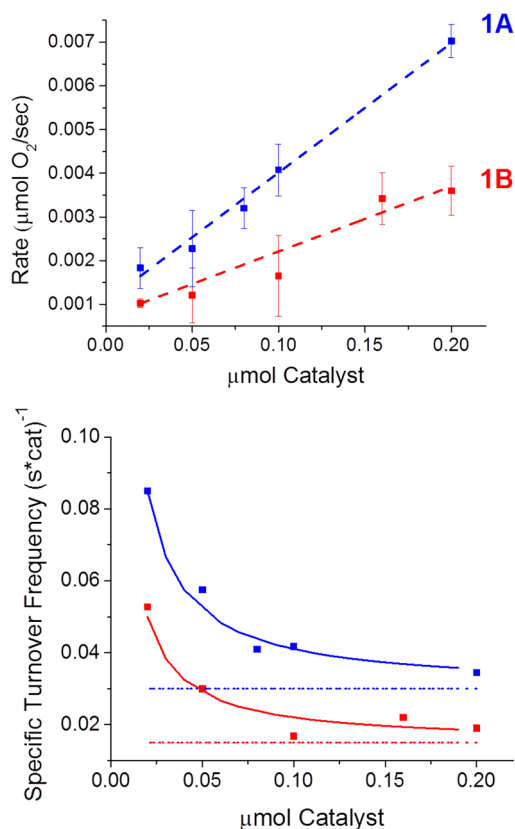 1A
1B
Rate (μmol O₂/sec)
0.007
0.006
0.005
0.004
0.003
0.002
0.001
0.00 0.05 0.10 0.15 0.20
μmol Catalyst
Specific Turnover Frequency (s*cat)⁻¹
0.10
0.08
0.06
0.04
0.02
0.00 0.05 0.10 0.15 0.20
μmol Catalyst